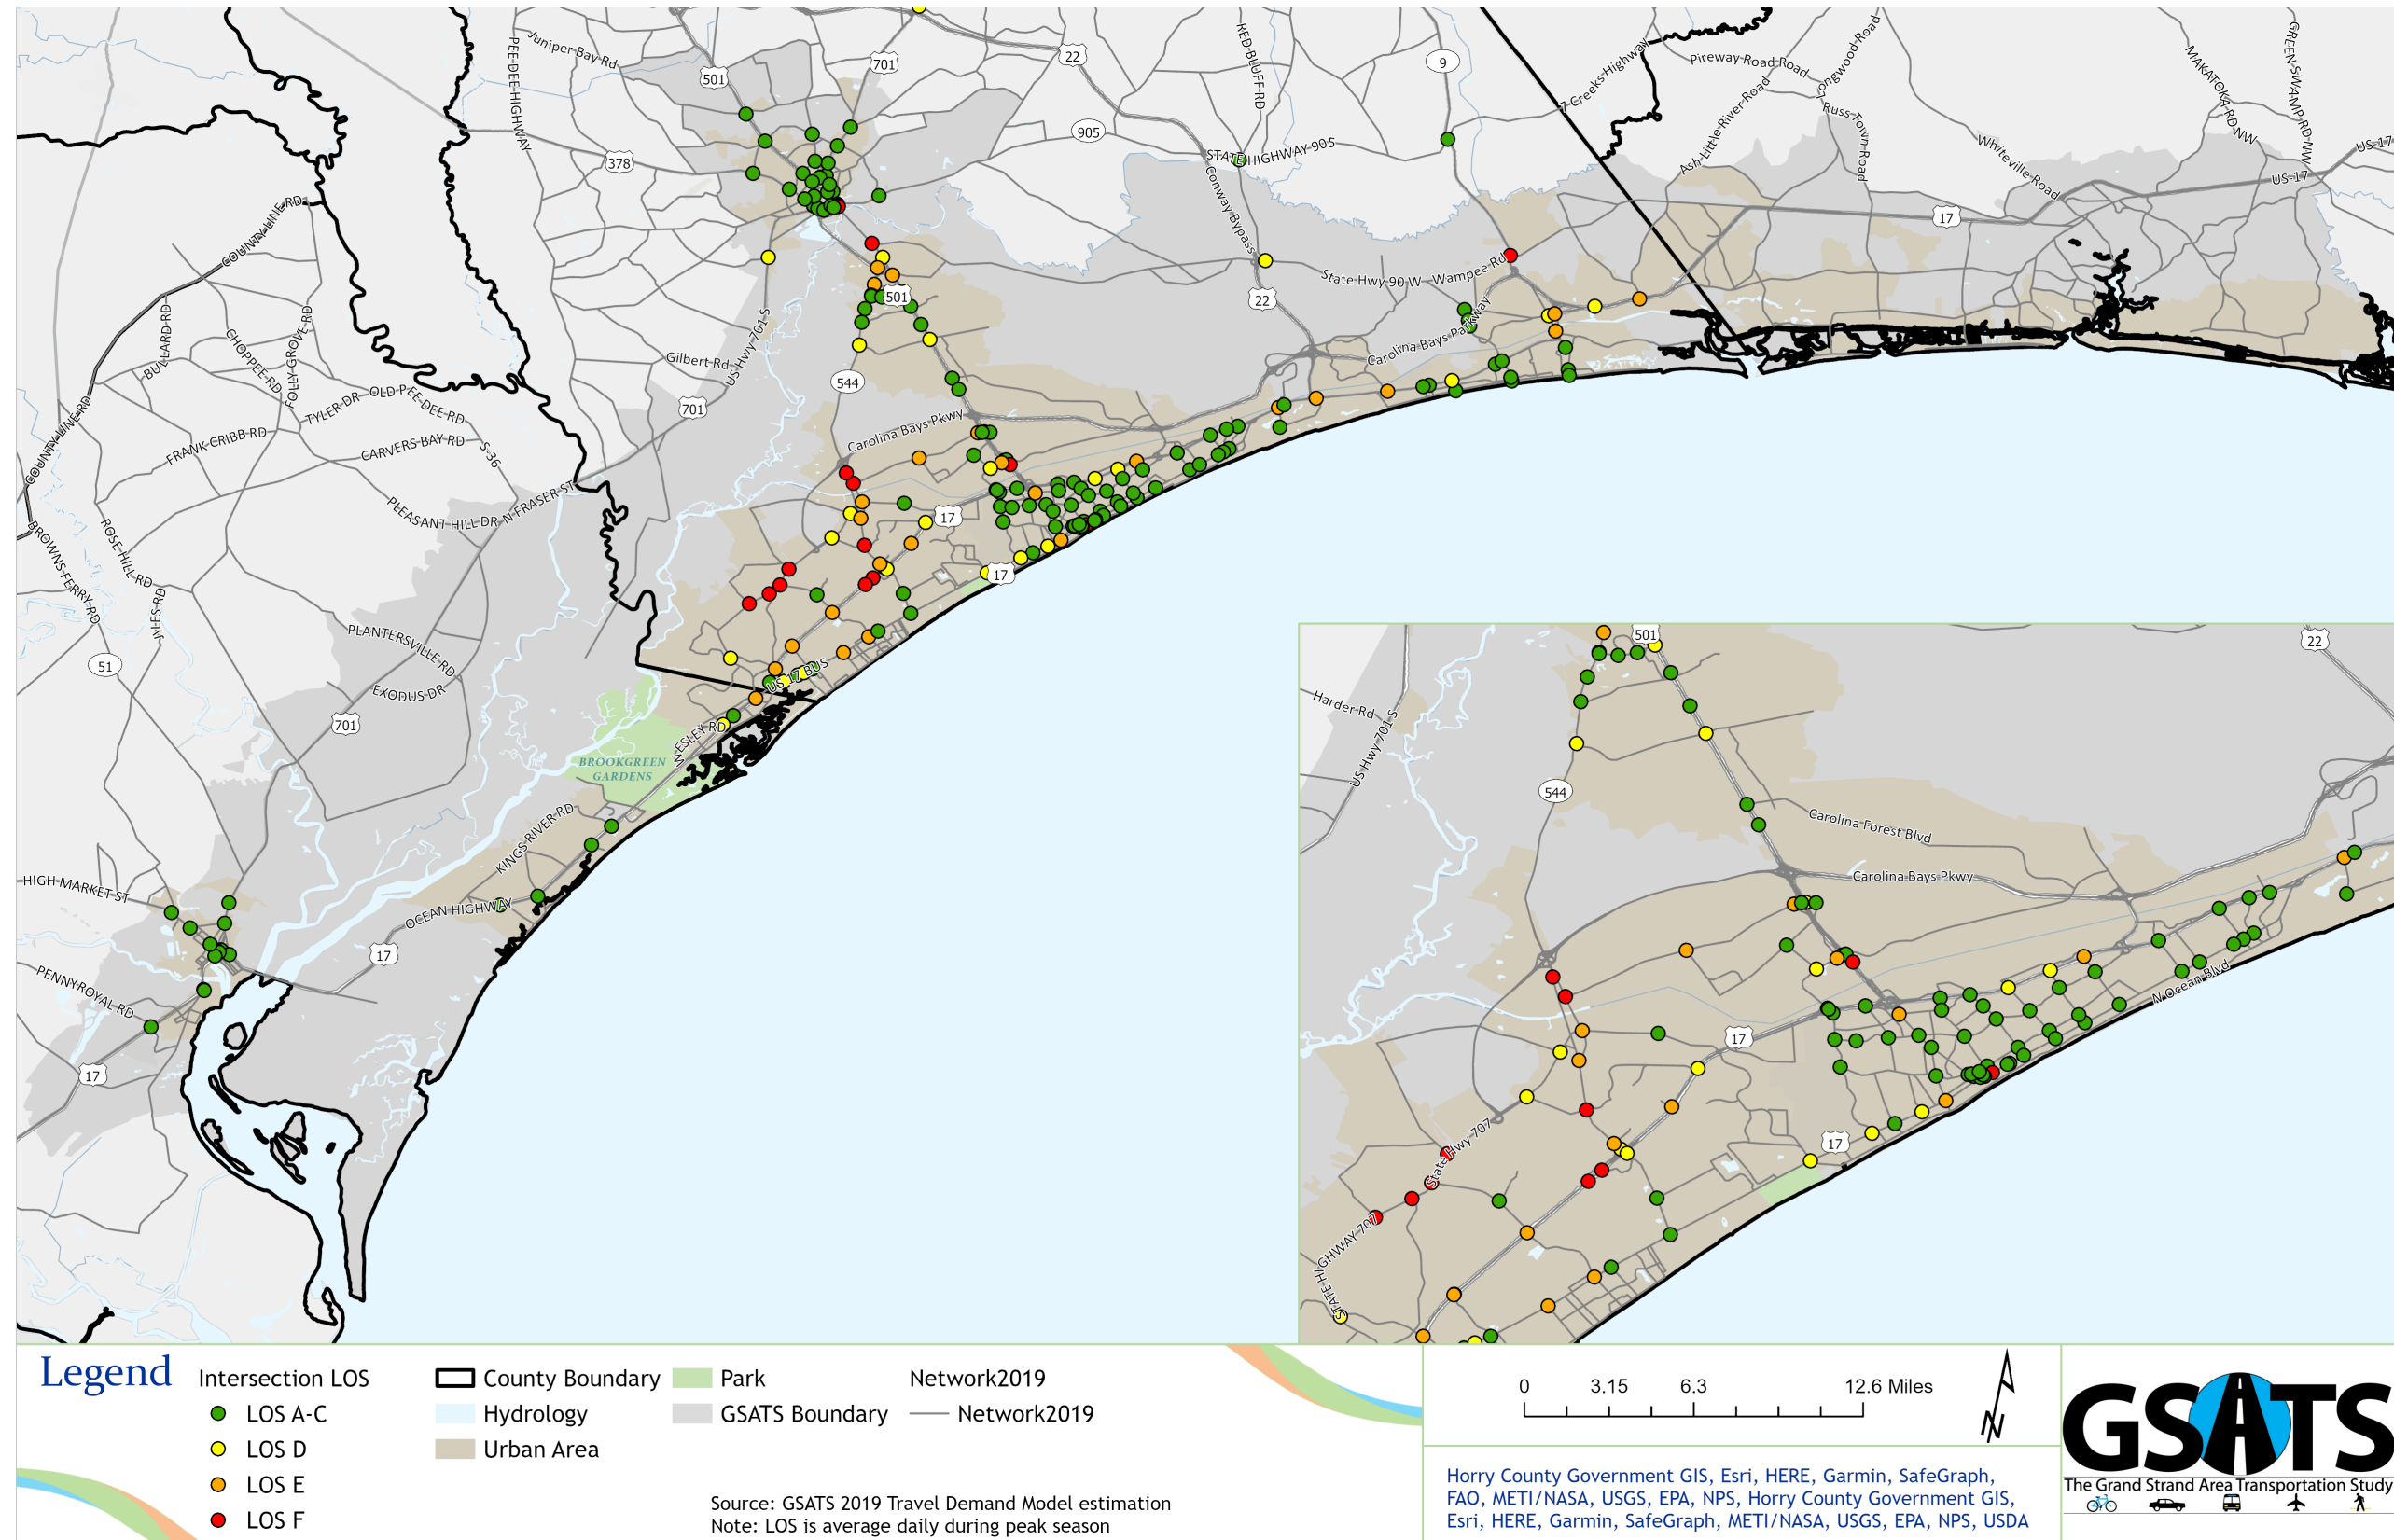 Juniper Bay Rd
PEE DEE HIGHWAY
501
701
22
RED BLUFF RD
9
7 Creeks Highway
Pireway Road Road
Longwood Road
MAKATOKA RD NW
GREEN SWAMP RD NW
378
905
STATE HIGHWAY 905
Ash-Little River Road
Russ Town Road
Whiteville Road
US-17
US-17
17
COUNTY LINE RD
Conway Bypass
State Hwy 90 W
Wampee Rd
22
501
BULLARD RD
CHOPPEE RD
FOLLY GROVE RD
US Hwy 701 S
Gilbert Rd
Carolina Bays Parkway
544
701
TYLER DR
OLD PEE DEE RD
COUNTY LINE RD
FRANK CRIBB RD
CARVERS BAY RD
S-36
Carolina Bays Pkwy
PLEASANT HILL DR
N FRASER ST
17
BROWNS FERRY RD
ROSE HILL RD
17
PLANTERSVILLE RD
51
EXODUS DR
701
US 17 BUS
WESLEY RD
BROOKGREEN
GARDENS
KINGS RIVER RD
HIGH MARKET ST
OCEAN HIGHWAY
17
PENNYROYAL RD
17
501
22
Harder Rd
US Hwy 701 S
544
Carolina Forest Blvd
Carolina Bays Pkwy
N Ocean Blvd
17
State Hwy 707
17
STATE HIGHWAY 707
Legend
Intersection LOS
LOS A-C
LOS D
LOS E
LOS F
County Boundary
Hydrology
Urban Area
Park
GSATS Boundary
Network2019
Network2019
Source: GSATS 2019 Travel Demand Model estimation
Note: LOS is average daily during peak season
0 3.15 6.3 12.6 Miles
N
Horry County Government GIS, Esri, HERE, Garmin, SafeGraph,
FAO, METI/NASA, USGS, EPA, NPS, Horry County Government GIS,
Esri, HERE, Garmin, SafeGraph, METI/NASA, USGS, EPA, NPS, USDA
GSATS
The Grand Strand Area Transportation Study